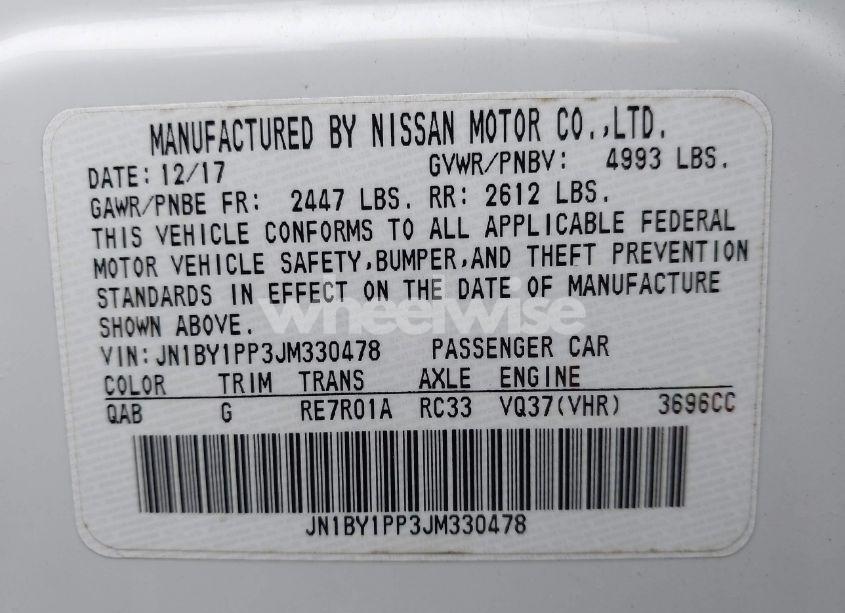 MANUFACTURED BY NISSAN MOTOR CO.,LTD.
DATE: 12/17 GVWR/PNBV: 4993 LBS.
GAWR/PNBE FR: 2447 LBS. RR: 2612 LBS.
THIS VEHICLE CONFORMS TO ALL APPLICABLE FEDERAL
MOTOR VEHICLE SAFETY,BUMPER,AND THEFT PREVENTION
STANDARDS IN EFFECT ON THE DATE OF MANUFACTURE
SHOWN ABOVE.
wheelwise
VIN:JN1BY1PP3JM330478 PASSENGER CAR
COLOR TRIM TRANS AXLE ENGINE
QAB G RE7R01A RC33 VQ37(VHR) 3696CC
JN1BY1PP3JM330478